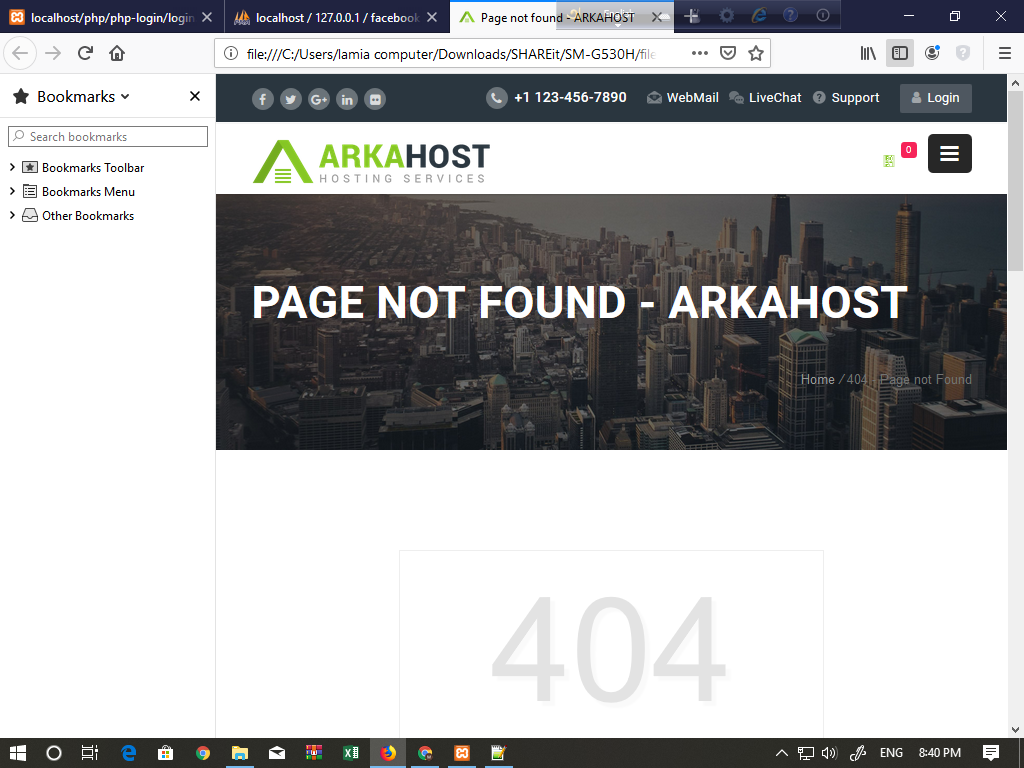 localhost/php/php-login/login
localhost / 127.0.0.1 / facebook
Page not found - ARKAHOST
file:///C:/Users/lamia computer/Downloads/SHAREit/SM-G530H/file
Bookmarks
Search bookmarks
Bookmarks Toolbar
Bookmarks Menu
Other Bookmarks
+1 123-456-7890
WebMail
LiveChat
Support
Login
ARKAHOST
HOSTING SERVICES
0
PAGE NOT FOUND - ARKAHOST
Home / 404 - Page not Found
404
ENG
8:40 PM